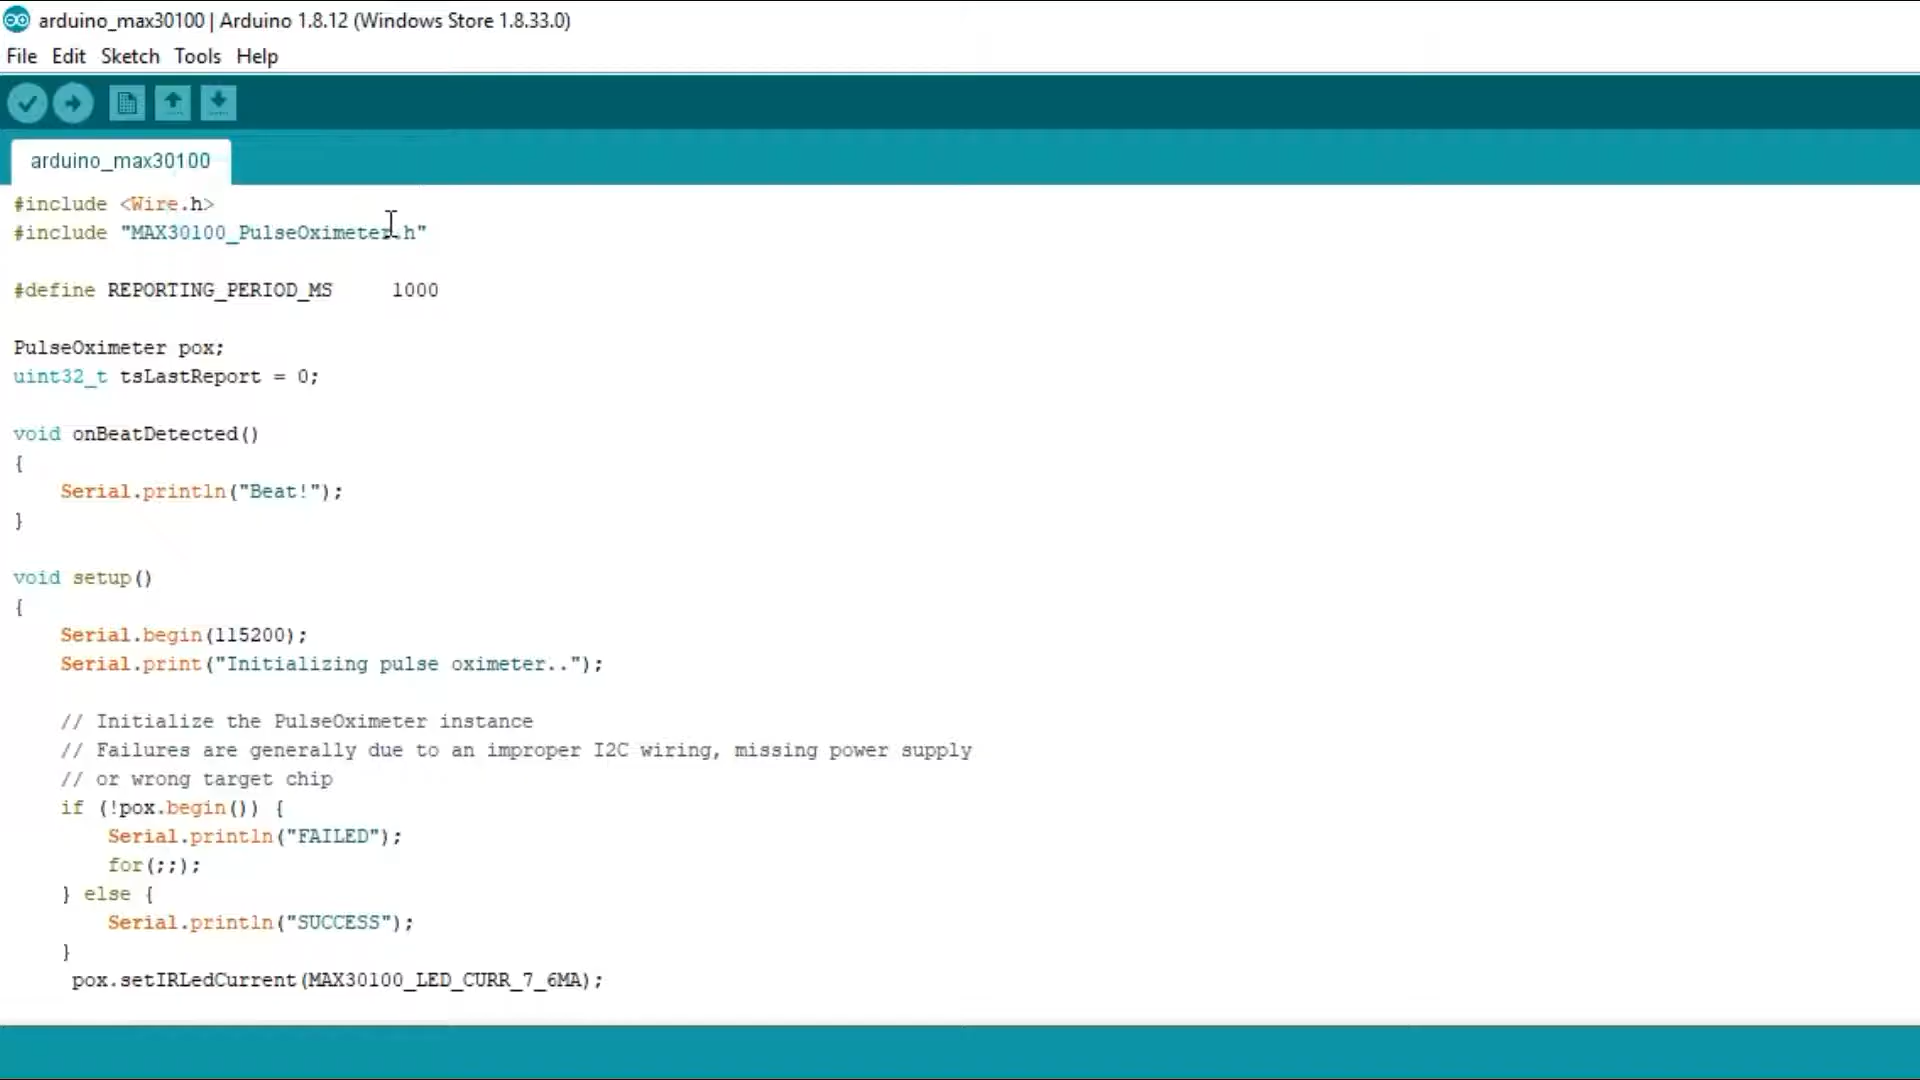 arduino_max30100 | Arduino 1.8.12 (Windows Store 1.8.33.0)
File Edit Sketch Tools Help
arduino_max30100
#include <Wire.h>
#include "MAX30100_PulseOximeter.h"
#define REPORTING_PERIOD_MS     1000
PulseOximeter pox;
uint32_t tsLastReport = 0;
void onBeatDetected()
{
    Serial.println("Beat!");
}
void setup()
{
    Serial.begin(115200);
    Serial.print("Initializing pulse oximeter..");
    // Initialize the PulseOximeter instance
    // Failures are generally due to an improper I2C wiring, missing power supply
    // or wrong target chip
    if (!pox.begin()) {
        Serial.println("FAILED");
        for(;;);
    } else {
        Serial.println("SUCCESS");
    }
     pox.setIRLedCurrent(MAX30100_LED_CURR_7_6MA);